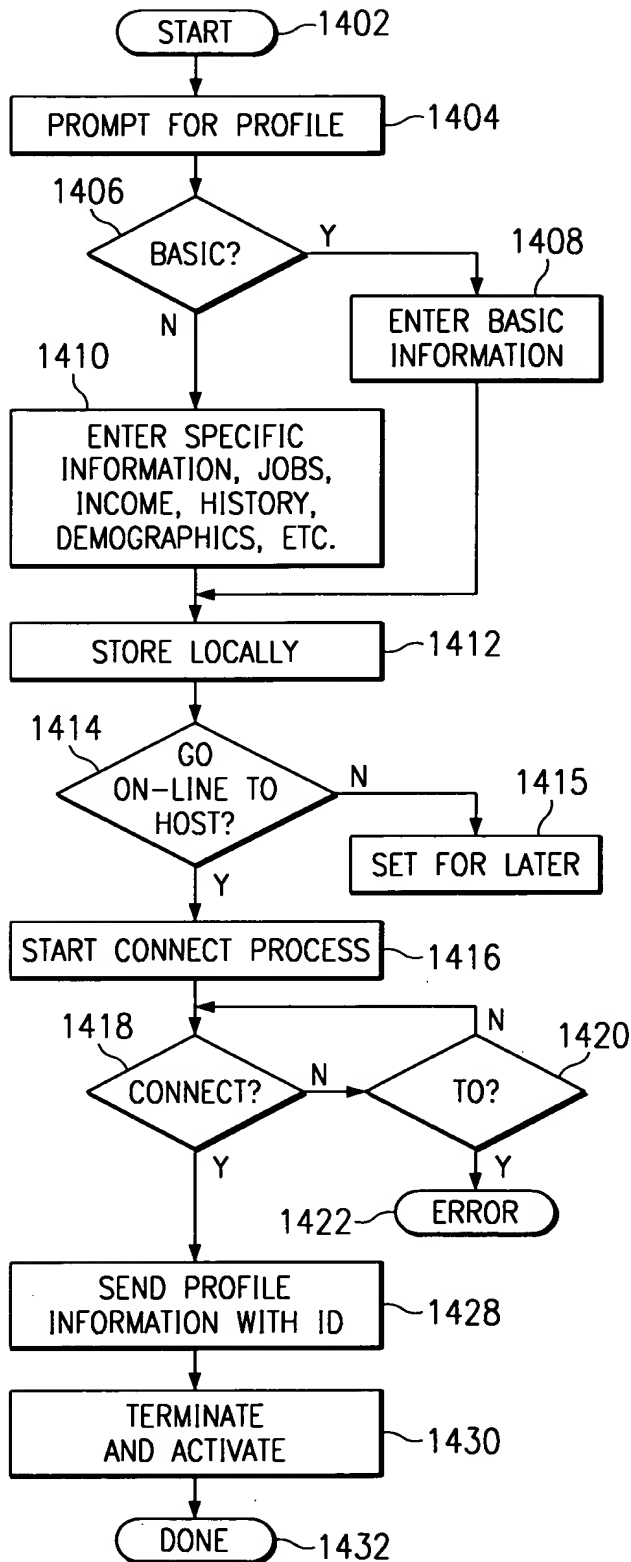 START
1402
PROMPT FOR PROFILE
1404
1406
BASIC?
Y
N
1408
ENTER BASIC
INFORMATION
1410
ENTER SPECIFIC
INFORMATION, JOBS,
INCOME, HISTORY,
DEMOGRAPHICS, ETC.
STORE LOCALLY
1412
1414
GO
ON-LINE TO
HOST?
N
Y
1415
SET FOR LATER
START CONNECT PROCESS
1416
1418
CONNECT?
N
Y
N
1420
TO?
Y
1422
ERROR
SEND PROFILE
INFORMATION WITH ID
1428
TERMINATE
AND ACTIVATE
1430
DONE
1432